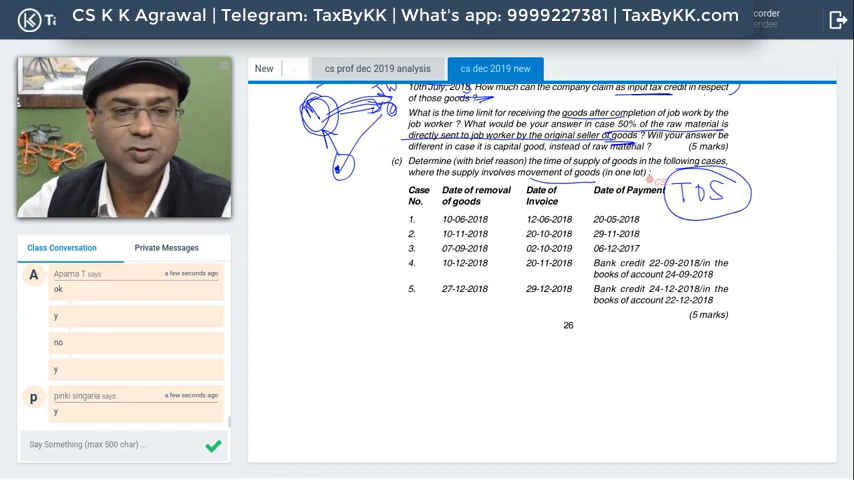 CS K K Agrawal | Telegram: TaxByKK | What's app: 9999227381 | TaxByKK.com
corder
endee
New
cs prof dec 2019 analysis
cs dec 2019 new
10th July, 2018. How much can the company claim as input tax credit in respect
of those goods ?
What is the time limit for receiving the goods after completion of job work by the
job worker ? What would be your answer in case 50% of the raw material is
directly sent to job worker by the original seller of goods ? Will your answer be
different in case it is capital good, instead of raw material ? (5 marks)
(c) Determine (with brief reason) the time of supply of goods in the following cases,
where the supply involves movement of goods (in one lot) :
TOS
Case No. Date of removal of goods Date of Invoice Date of Payment
1. 10-06-2018 12-06-2018 20-05-2018
2. 10-11-2018 20-10-2018 29-11-2018
3. 07-09-2018 02-10-2019 06-12-2017
4. 10-12-2018 20-11-2018 Bank credit 22-09-2018/in the
books of account 24-09-2018
5. 27-12-2018 29-12-2018 Bank credit 24-12-2018/in the
books of account 22-12-2018
(5 marks)
26
Class Conversation
Private Messages
A
Aparna T says
a few seconds ago
ok
y
no
y
p
pinki singaria says
a few seconds ago
y
Say Something (max 500 char) ...